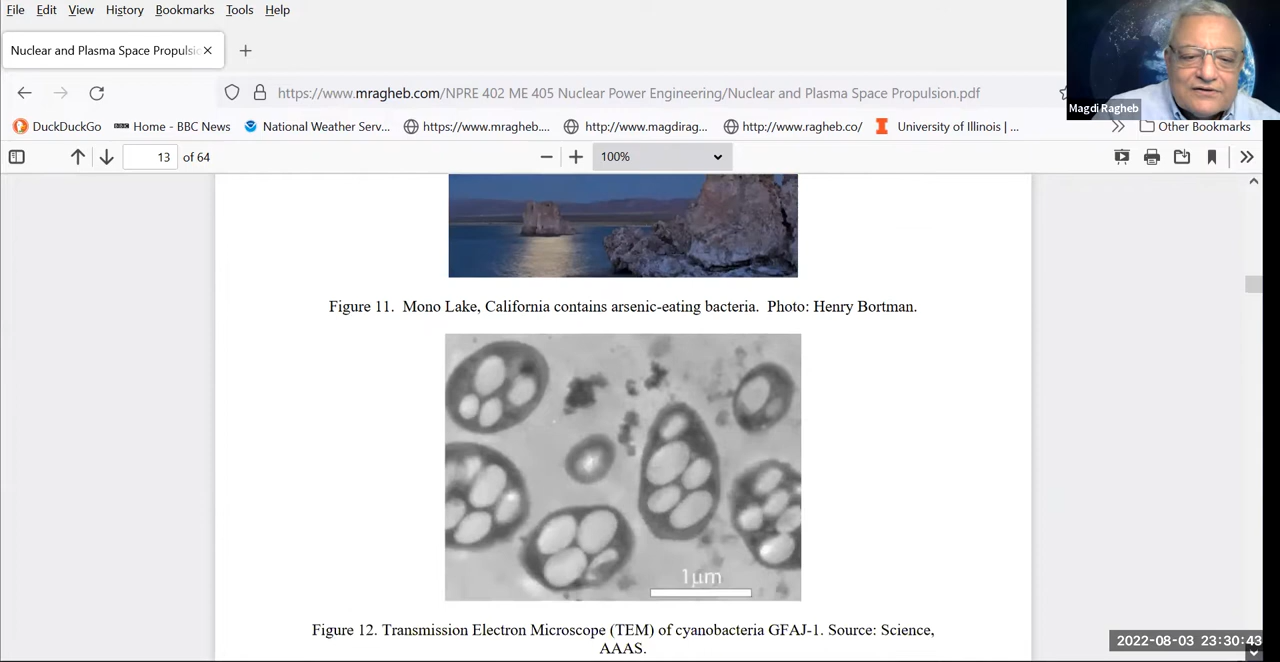 File Edit View History Bookmarks Tools Help
Nuclear and Plasma Space Propulsi
https://www.mragheb.com/NPRE 402 ME 405 Nuclear Power Engineering/Nuclear and Plasma Space Propulsion.pdf
Magdi Ragheb
DuckDuckGo Home - BBC News National Weather Serv... https://www.mragheb.... http://www.magdirag... http://www.ragheb.co/ University of Illinois |... Other Bookmarks
13 of 64 100%
Figure 11. Mono Lake, California contains arsenic-eating bacteria. Photo: Henry Bortman.
1µm
Figure 12. Transmission Electron Microscope (TEM) of cyanobacteria GFAJ-1. Source: Science,
AAAS.
2022-08-03 23:30:43